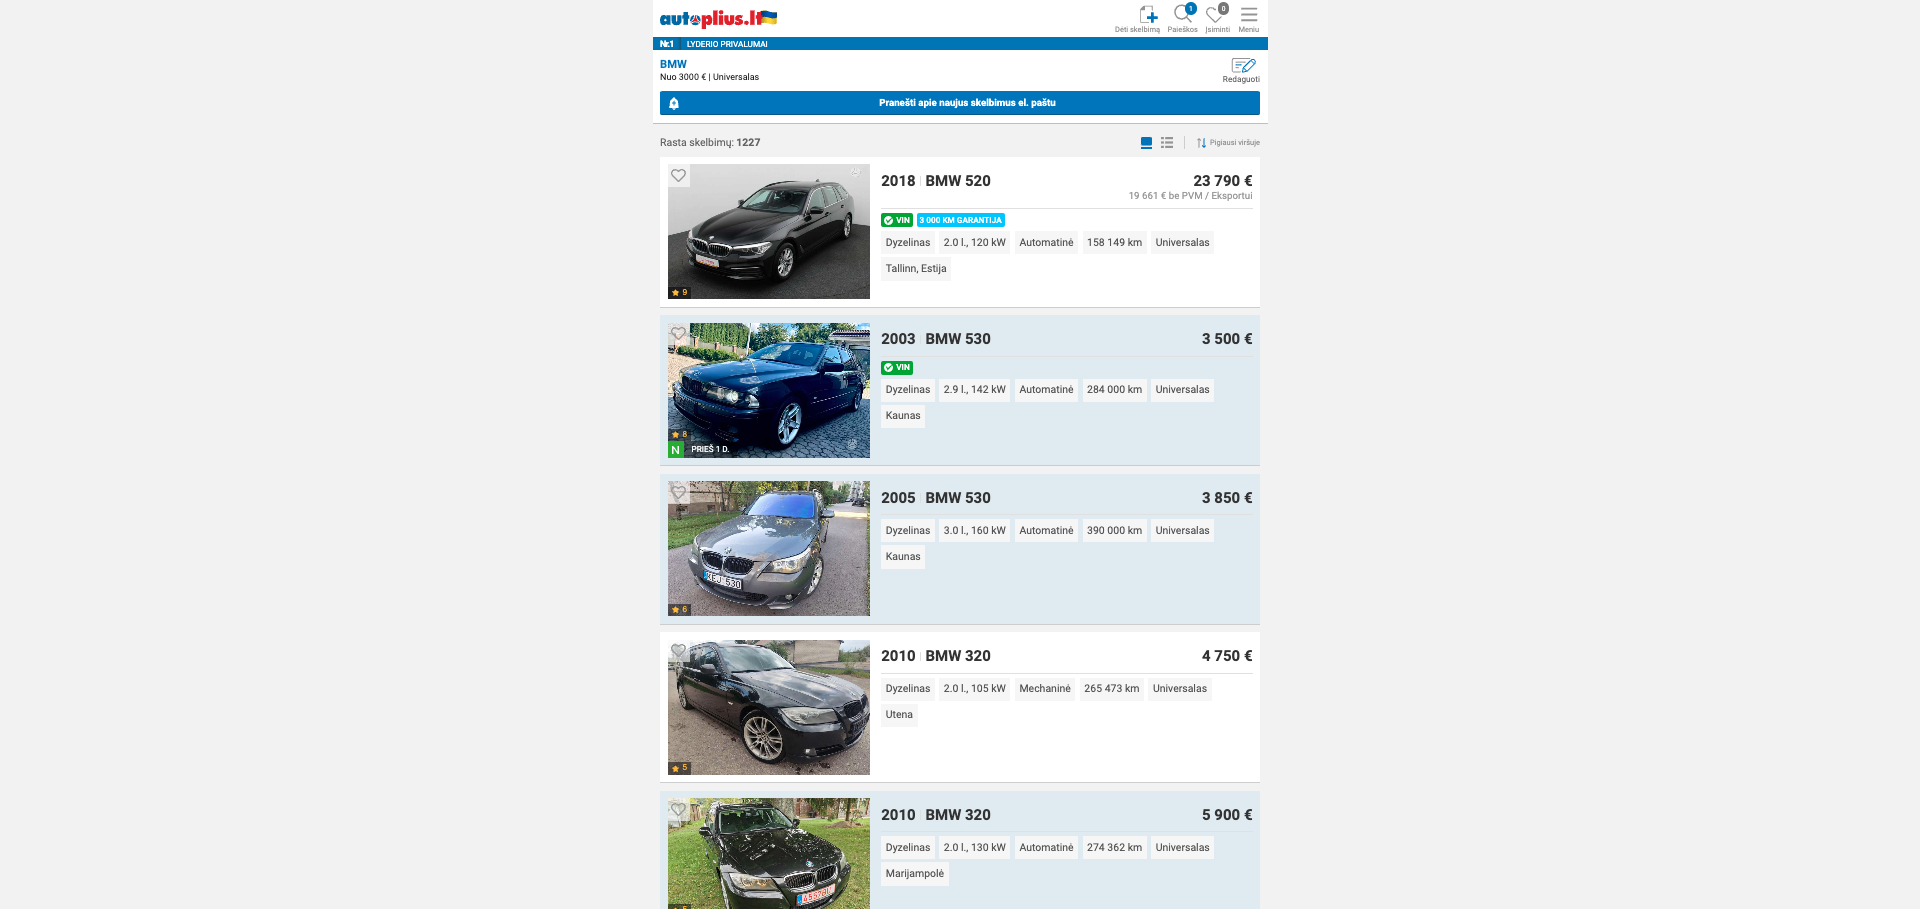 autoplius.lt
Dėti skelbimą
1
Paieškos
0
Įsiminti
Meniu
Nr.1 LYDERIO PRIVALUMAI
BMW
Nuo 3000 € | Universalas
Redaguoti
Pranešti apie naujus skelbimus el. paštu
Rasta skelbimų: 1227
Pigiausi viršuje
2018 BMW 520 23 790 €
19 661 € be PVM / Eksportui
VIN 3 000 KM GARANTIJA
Dyzelinas 2.0 l., 120 kW Automatinė 158 149 km Universalas
Tallinn, Estija
9
2003 BMW 530 3 500 €
VIN
Dyzelinas 2.9 l., 142 kW Automatinė 284 000 km Universalas
Kaunas
8
N PRIEŠ 1 D.
2005 BMW 530 3 850 €
Dyzelinas 3.0 l., 160 kW Automatinė 390 000 km Universalas
Kaunas
KEJ 530
6
2010 BMW 320 4 750 €
Dyzelinas 2.0 l., 105 kW Mechaninė 265 473 km Universalas
Utena
5
2010 BMW 320 5 900 €
Dyzelinas 2.0 l., 130 kW Automatinė 274 362 km Universalas
Marijampolė